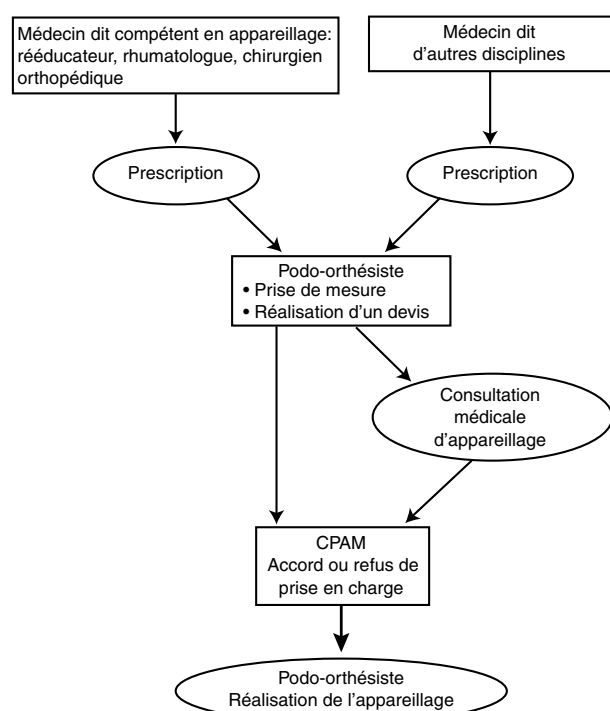 Médecin dit compétent en appareillage:
rééducateur, rhumatologue, chirurgien
orthopédique
Médecin dit
d'autres disciplines
Prescription
Prescription
Podo-orthésiste
• Prise de mesure
• Réalisation d'un devis
Consultation
médicale
d'appareillage
CPAM
Accord ou refus de
prise en charge
Podo-orthésiste
Réalisation de l'appareillage